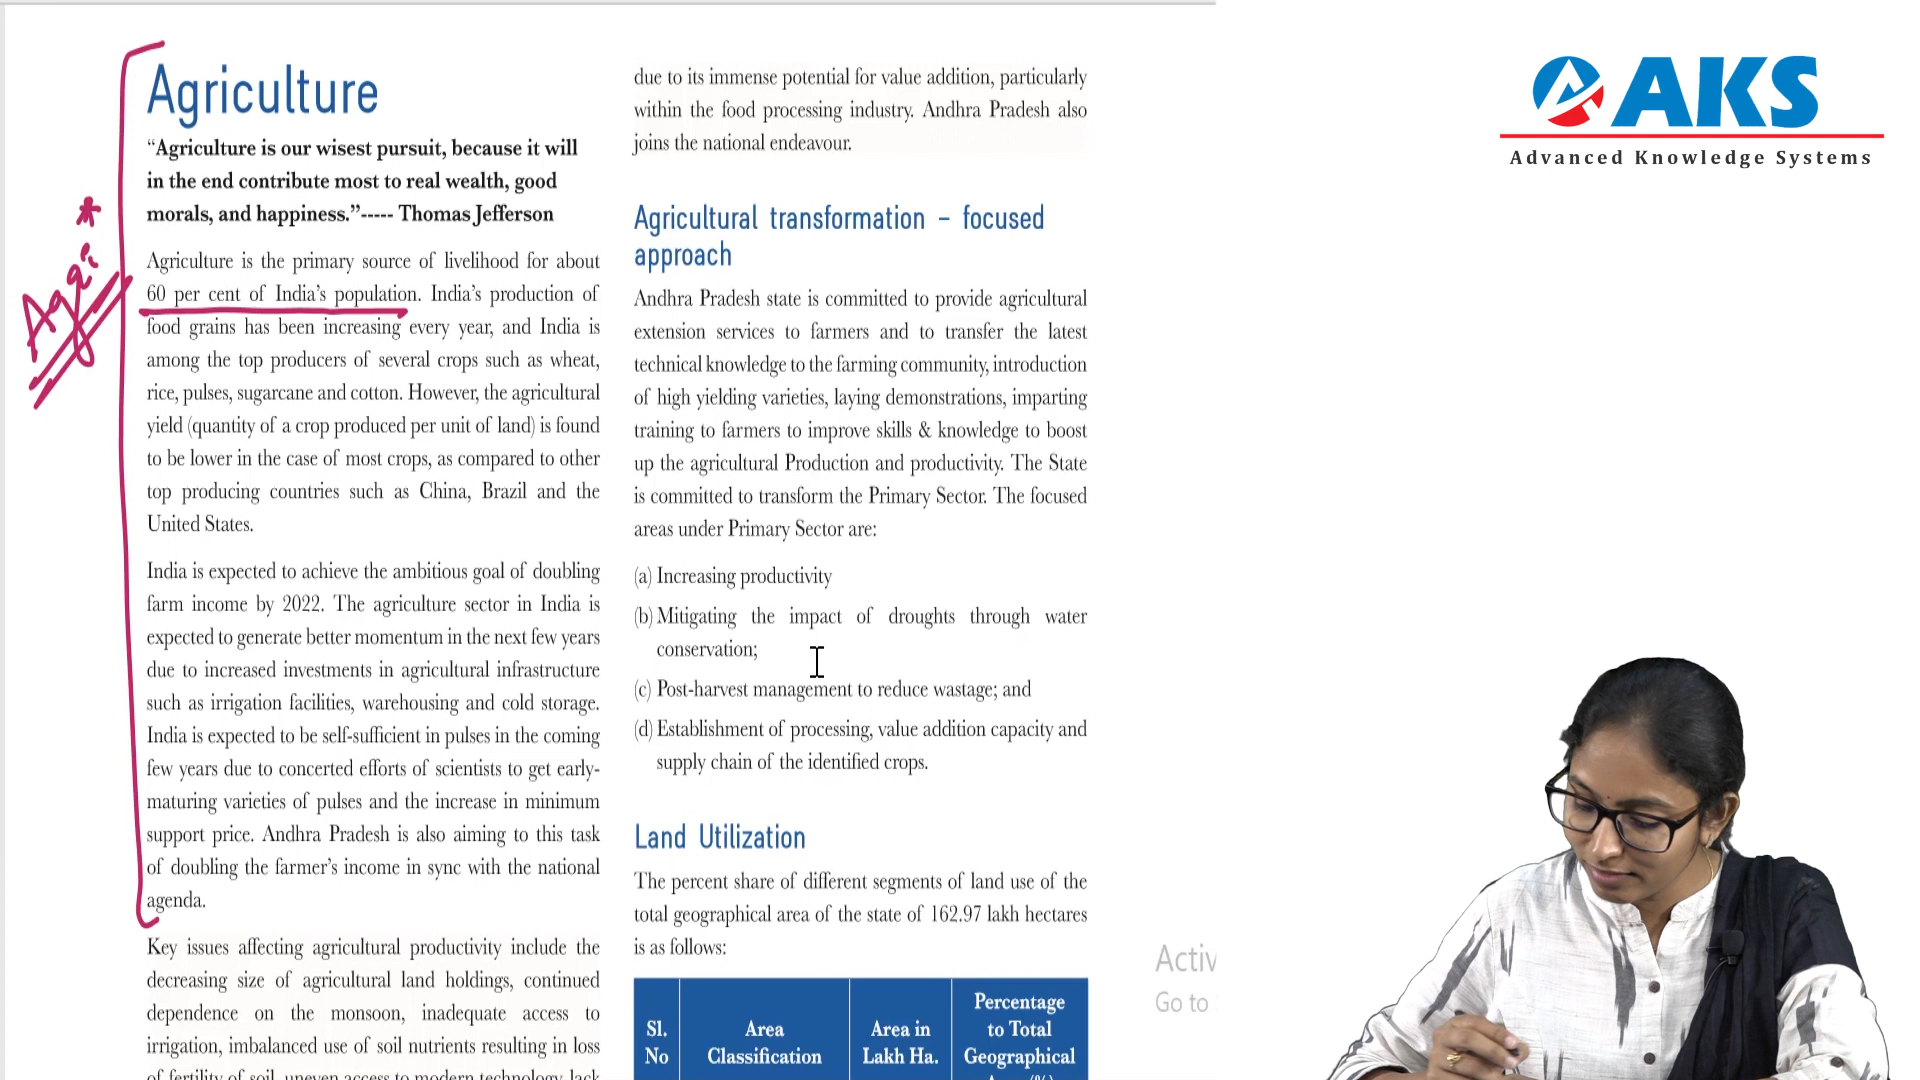 Agriculture
“Agriculture is our wisest pursuit, because it will
in the end contribute most to real wealth, good
morals, and happiness.”----- Thomas Jefferson
Agriculture is the primary source of livelihood for about
60 per cent of India’s population. India’s production of
food grains has been increasing every year, and India is
among the top producers of several crops such as wheat,
rice, pulses, sugarcane and cotton. However, the agricultural
yield (quantity of a crop produced per unit of land) is found
to be lower in the case of most crops, as compared to other
top producing countries such as China, Brazil and the
United States.
India is expected to achieve the ambitious goal of doubling
farm income by 2022. The agriculture sector in India is
expected to generate better momentum in the next few years
due to increased investments in agricultural infrastructure
such as irrigation facilities, warehousing and cold storage.
India is expected to be self-sufficient in pulses in the coming
few years due to concerted efforts of scientists to get early-
maturing varieties of pulses and the increase in minimum
support price. Andhra Pradesh is also aiming to this task
of doubling the farmer’s income in sync with the national
agenda.
Key issues affecting agricultural productivity include the
decreasing size of agricultural land holdings, continued
dependence on the monsoon, inadequate access to
irrigation, imbalanced use of soil nutrients resulting in loss
of fertility of soil, uneven access to modern technology, lack
Agri
due to its immense potential for value addition, particularly
within the food processing industry. Andhra Pradesh also
joins the national endeavour.
Agricultural transformation – focused
approach
Andhra Pradesh state is committed to provide agricultural
extension services to farmers and to transfer the latest
technical knowledge to the farming community, introduction
of high yielding varieties, laying demonstrations, imparting
training to farmers to improve skills & knowledge to boost
up the agricultural Production and productivity. The State
is committed to transform the Primary Sector. The focused
areas under Primary Sector are:
(a) Increasing productivity
(b) Mitigating the impact of droughts through water
conservation;
(c) Post-harvest management to reduce wastage; and
(d) Establishment of processing, value addition capacity and
supply chain of the identified crops.
Land Utilization
The percent share of different segments of land use of the
total geographical area of the state of 162.97 lakh hectares
is as follows:
Sl. No
Area Classification
Area in Lakh Ha.
Percentage to Total Geographical
AKS
Advanced Knowledge Systems
Activ
Go to